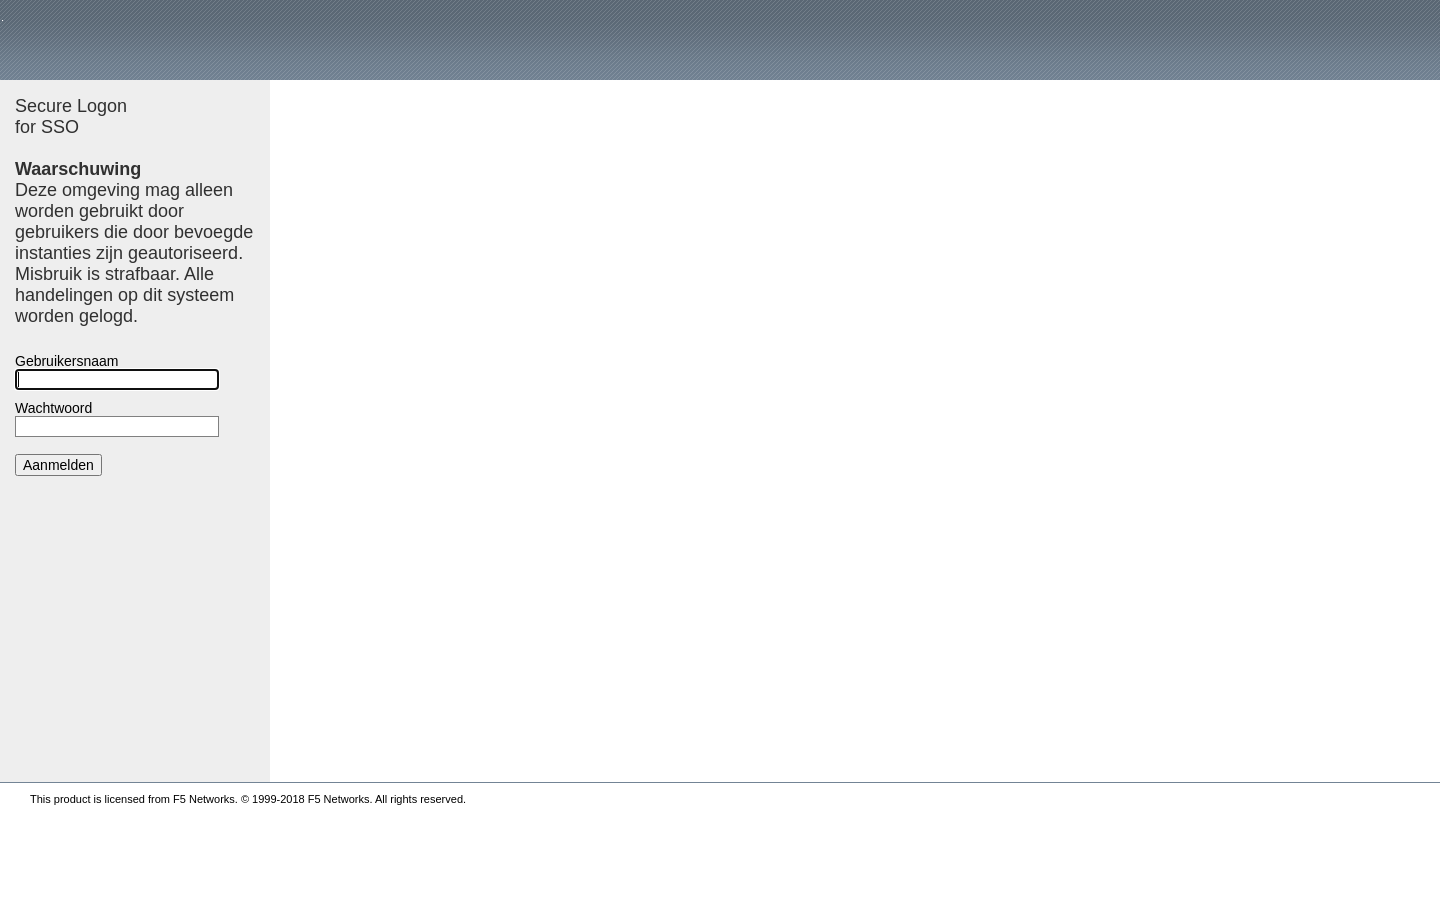 Secure Logon
for SSO
Waarschuwing
Deze omgeving mag alleen
worden gebruikt door
gebruikers die door bevoegde
instanties zijn geautoriseerd.
Misbruik is strafbaar. Alle
handelingen op dit systeem
worden gelogd.
Gebruikersnaam
Wachtwoord
Aanmelden
This product is licensed from F5 Networks. © 1999-2018 F5 Networks. All rights reserved.